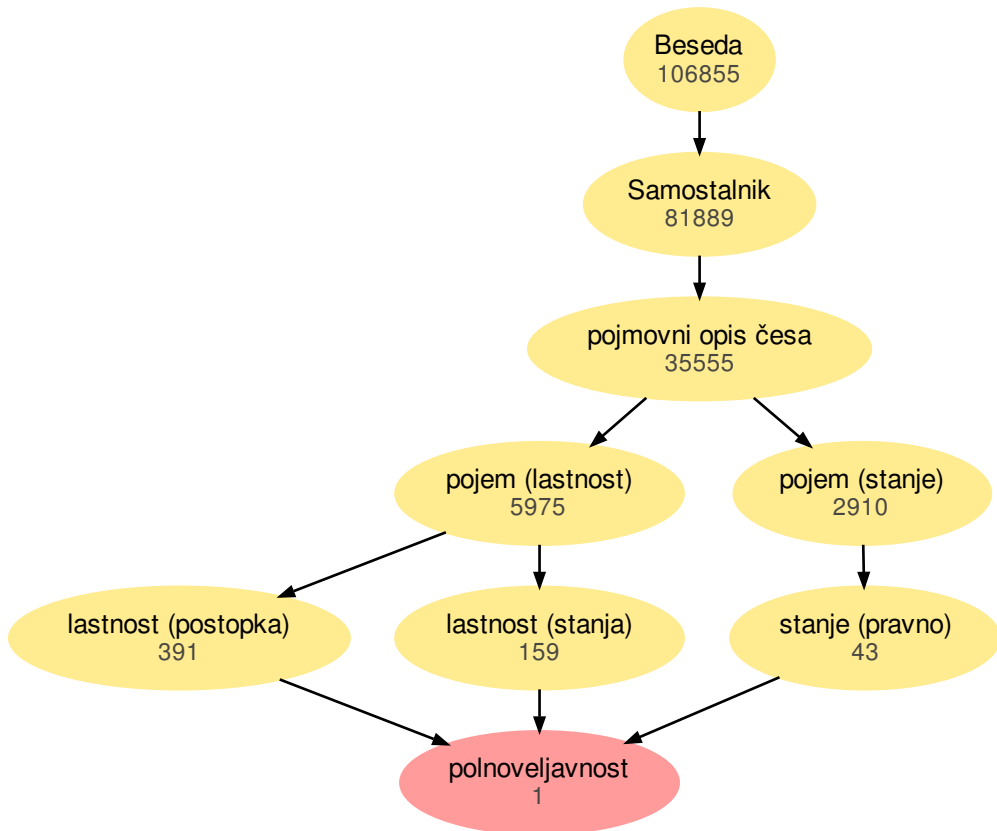 Beseda
106855
Samostalnik
81889
pojmovni opis česa
35555
pojem (lastnost)
5975
pojem (stanje)
2910
lastnost (postopka)
391
lastnost (stanja)
159
stanje (pravno)
43
polnoveljavnost
1